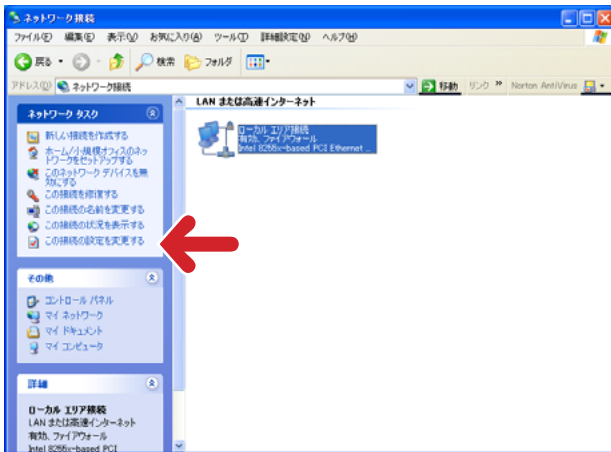 ネットワーク接続
ファイル(F) 編集(E) 表示(V) お気に入り(A) ツール(T) 詳細設定(N) ヘルプ(H)
戻る 検索 フォルダ
アドレス(D) ネットワーク接続 移動 リンク » Norton AntiVirus
ネットワーク タスク
新しい接続を作成する
ホーム/小規模オフィスのネッ
トワークをセットアップする
このネットワーク デバイスを無
効にする
この接続を修復する
この接続の名前を変更する
この接続の状況を表示する
この接続の設定を変更する
その他
コントロール パネル
マイ ネットワーク
マイ ドキュメント
マイ コンピュータ
詳細
ローカル エリア接続
LAN または高速インターネット
有効, ファイアウォール
Intel 8255x-based PCI
LAN または高速インターネット
ローカル エリア接続
有効, ファイアウォール
Intel 8255x-based PCI Ethernet ...